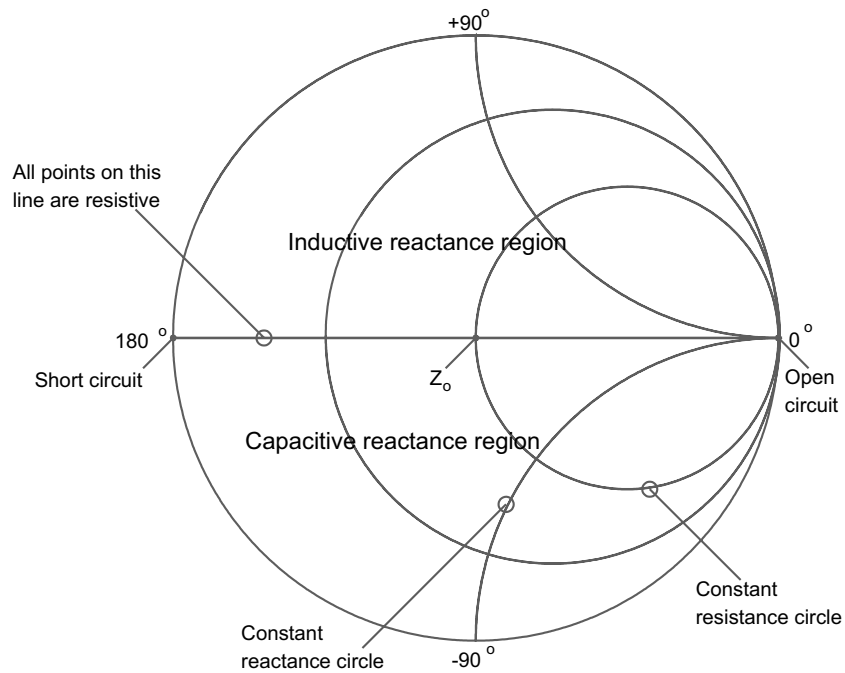 +90°
All points on this
line are resistive
Inductive reactance region
180 °
0 °
Short circuit
Zo
Open
circuit
Capacitive reactance region
Constant
resistance circle
Constant
reactance circle
-90 °